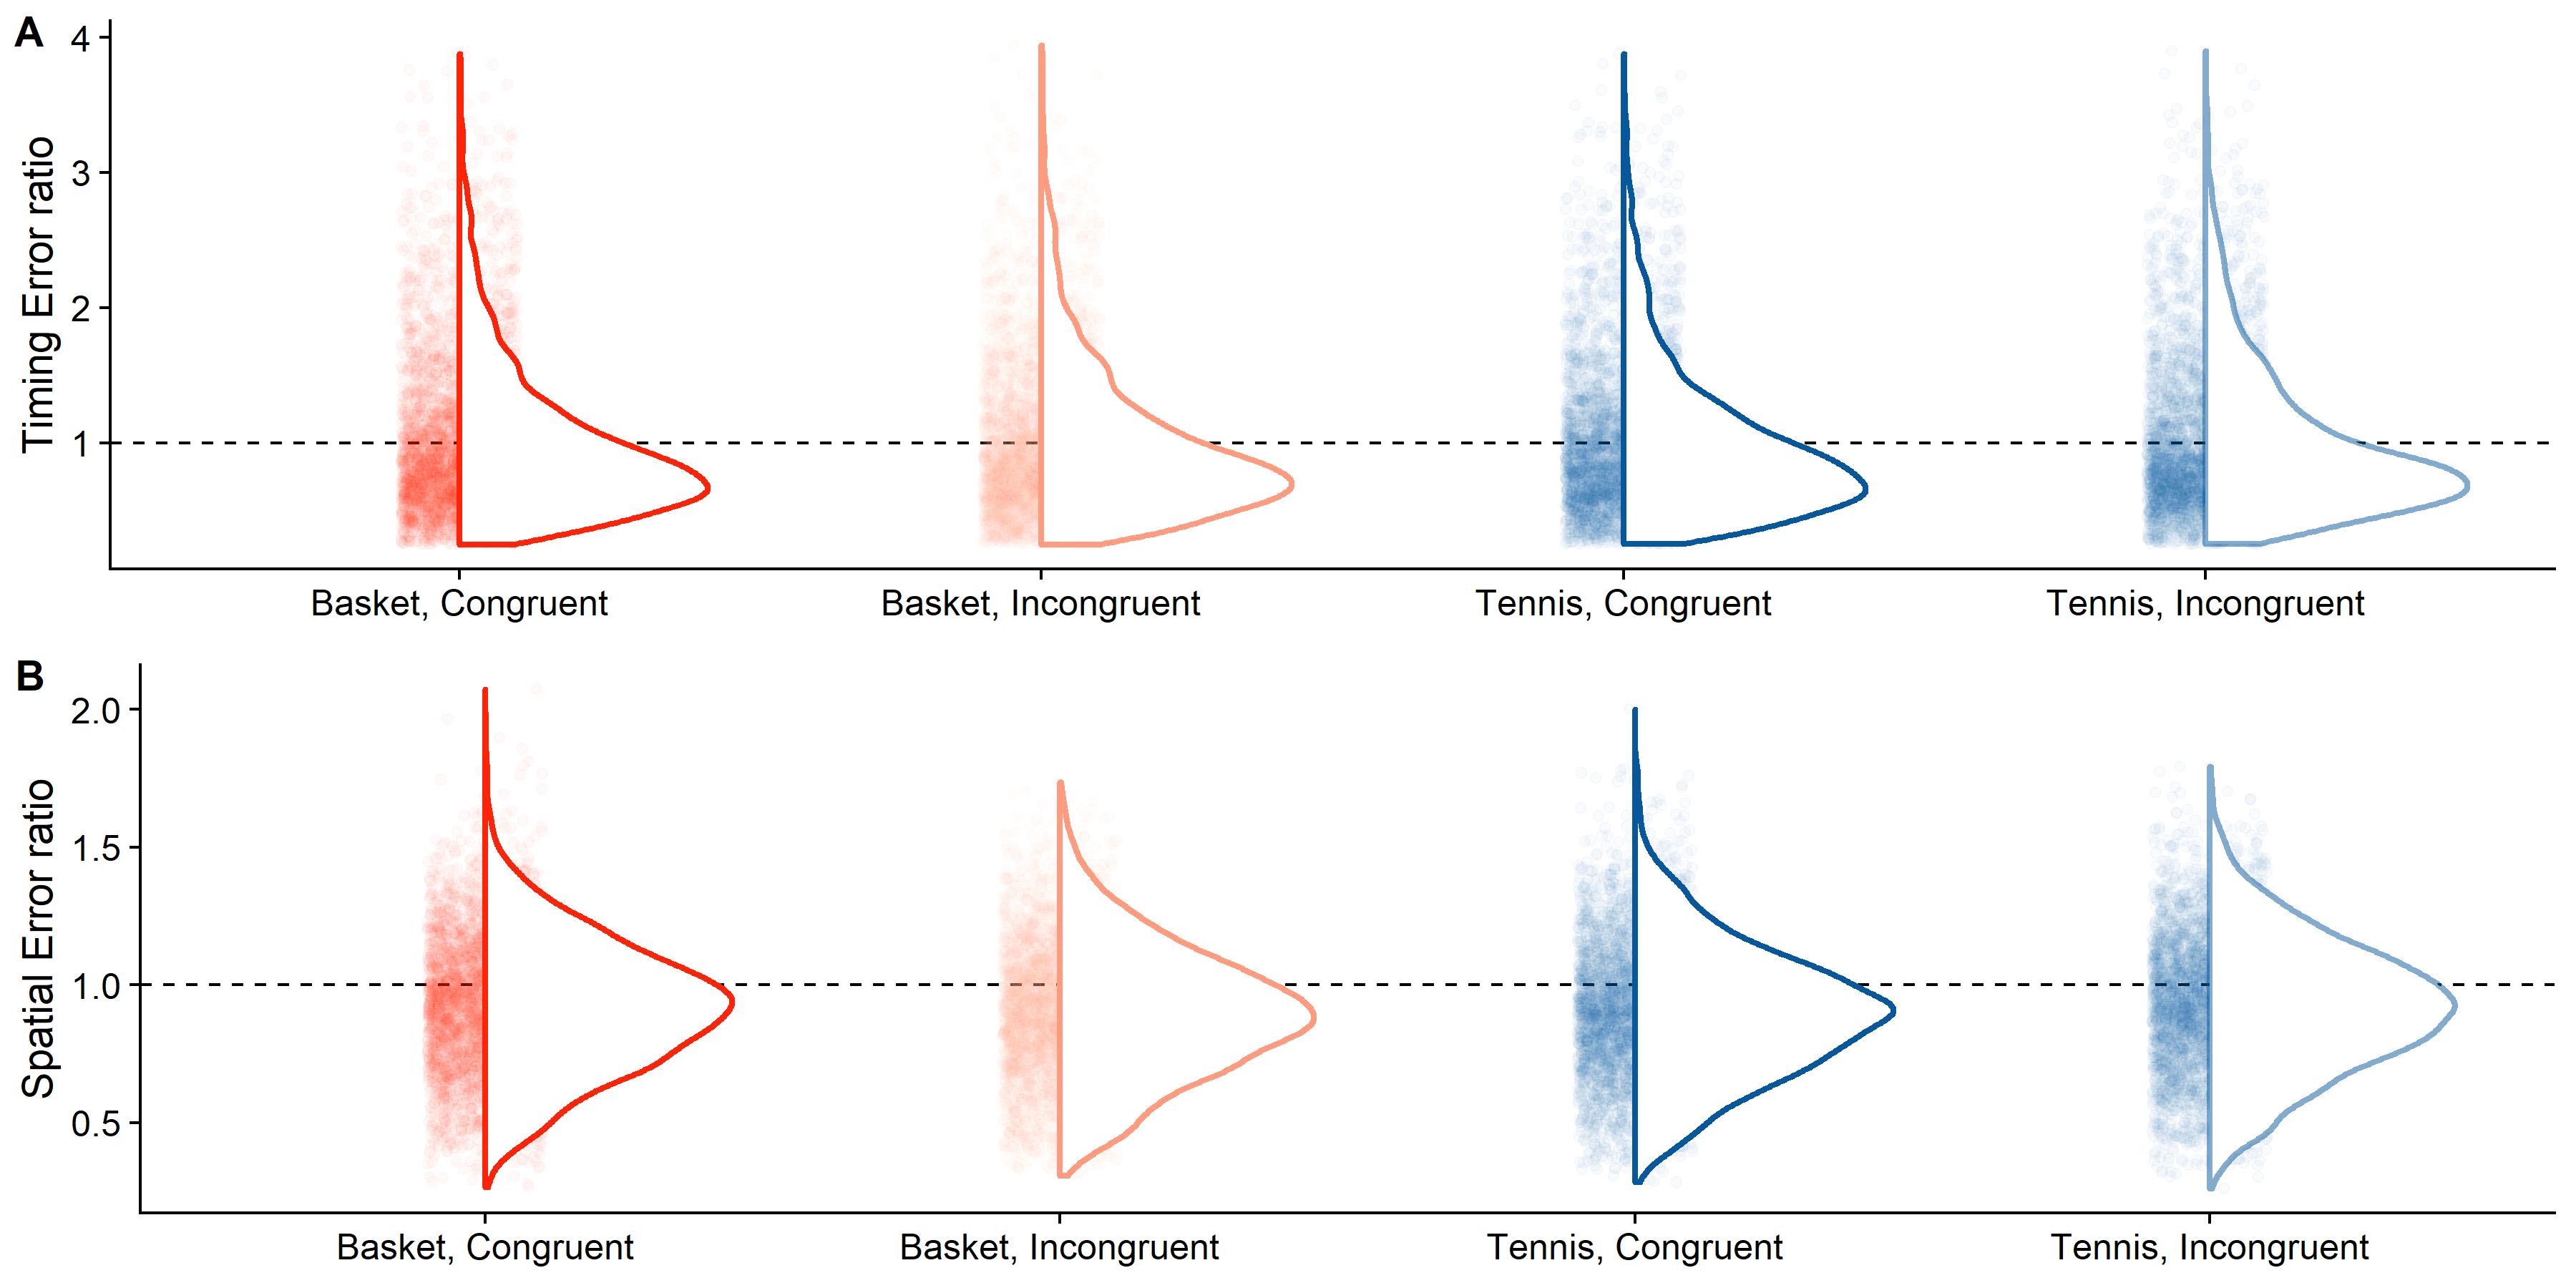 A
Timing Error ratio
4
3
2
1
Basket, Congruent
Basket, Incongruent
Tennis, Congruent
Tennis, Incongruent
B
Spatial Error ratio
2.0
1.5
1.0
0.5
Basket, Congruent
Basket, Incongruent
Tennis, Congruent
Tennis, Incongruent